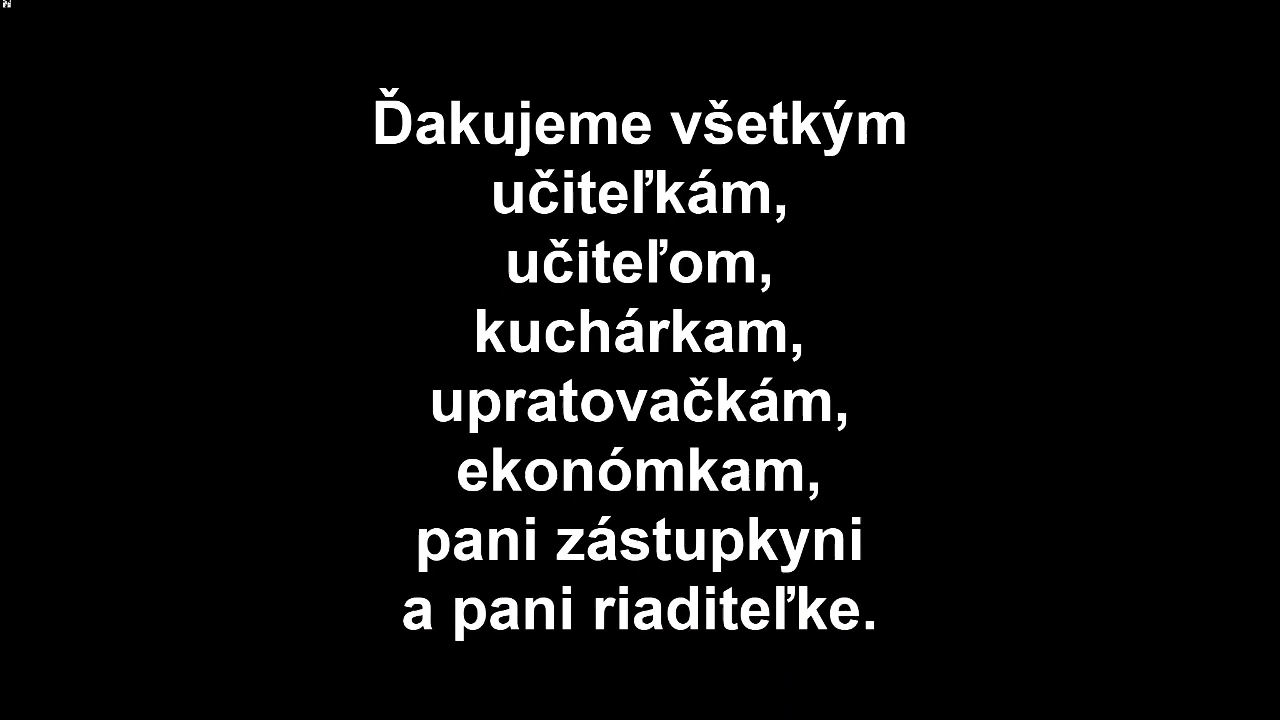 Ďakujeme všetkým
učiteľkám,
učiteľom,
kuchárkam,
upratovačkám,
ekonómkam,
pani zástupkyni
a pani riaditeľke.